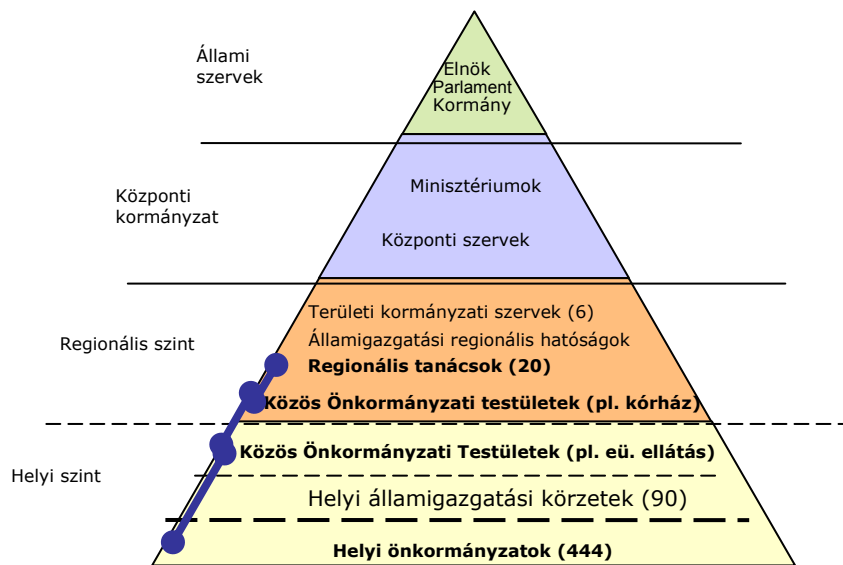 Állami
szervek
Elnök
Parlament
Kormány
Központi
kormányzat
Minisztériumok
Központi szervek
Regionális szint
Területi kormányzati szervek (6)
Államigazgatási regionális hatóságok
Regionális tanácsok (20)
Közös Önkormányzati testületek (pl. kórház)
Helyi szint
Közös Önkormányzati Testületek (pl. eü. ellátás)
Helyi államigazgatási körzetek (90)
Helyi önkormányzatok (444)